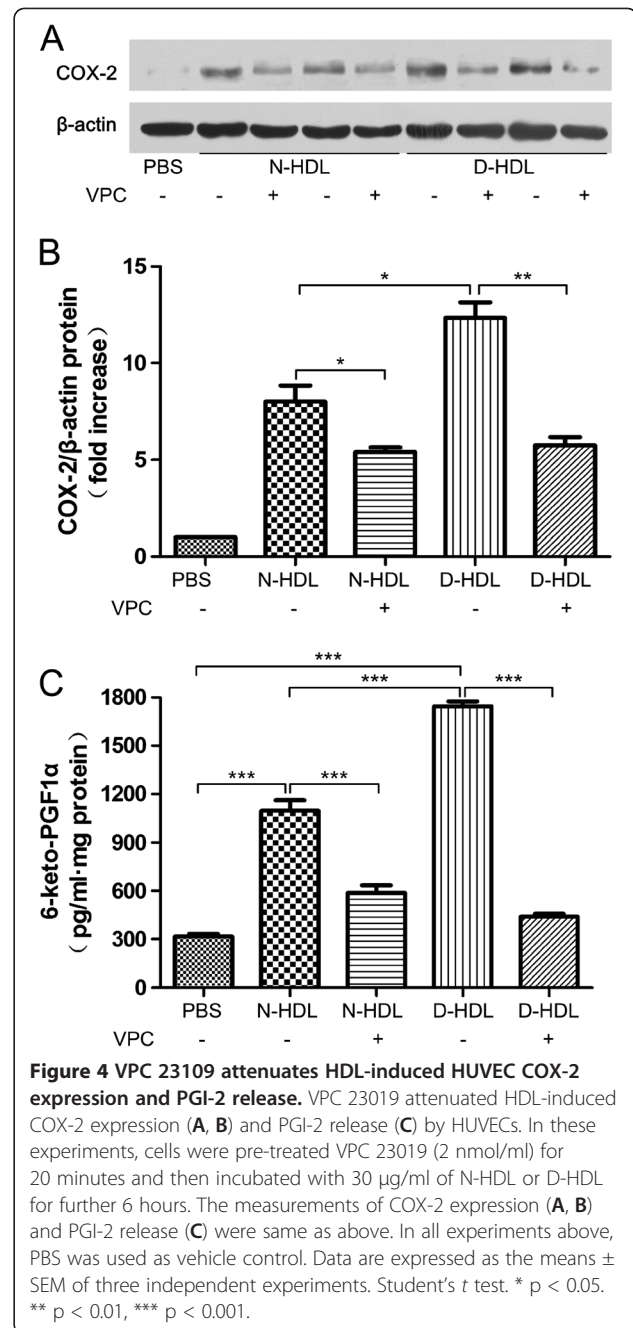 A
COX-2
β-actin
PBS N-HDL D-HDL
VPC - - + - + - + - +
B
COX-2/β-actin protein
(fold increase)
15
10
5
0
* **
*
PBS N-HDL N-HDL D-HDL D-HDL
VPC - - + - +
C
6-keto-PGF1α
(pg/ml·mg protein)
1800
1500
1200
900
600
300
0
***
*** ***
*** ***
PBS N-HDL N-HDL D-HDL D-HDL
VPC - - + - +
Figure 4 VPC 23109 attenuates HDL-induced HUVEC COX-2
expression and PGI-2 release. VPC 23019 attenuated HDL-induced
COX-2 expression (A, B) and PGI-2 release (C) by HUVECs. In these
experiments, cells were pre-treated VPC 23019 (2 nmol/ml) for
20 minutes and then incubated with 30 μg/ml of N-HDL or D-HDL
for further 6 hours. The measurements of COX-2 expression (A, B)
and PGI-2 release (C) were same as above. In all experiments above,
PBS was used as vehicle control. Data are expressed as the means ±
SEM of three independent experiments. Student's t test. * p < 0.05.
** p < 0.01, *** p < 0.001.